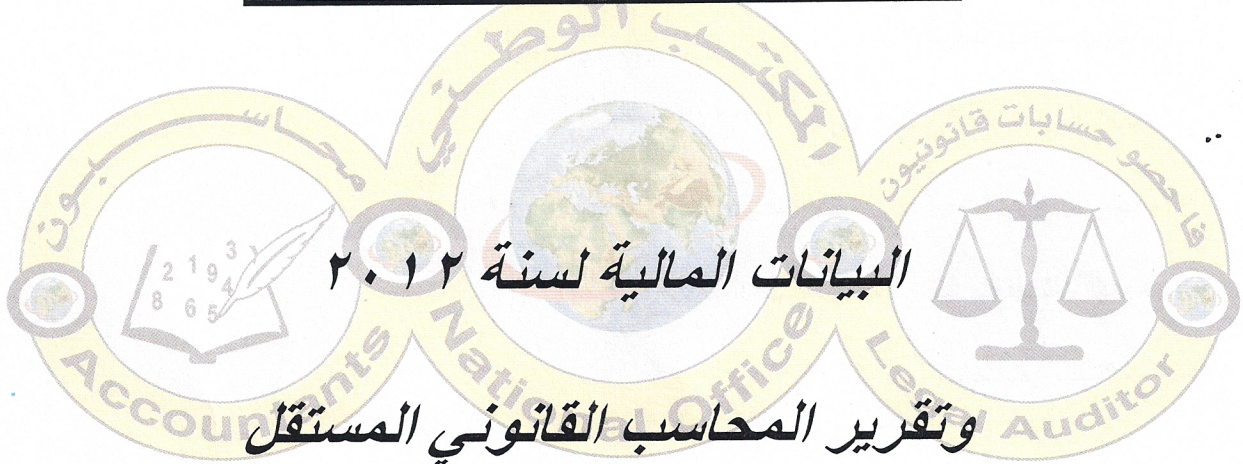 المكتب الوطني
محاسبون
فاحصو حسابات قانونيون
البيانات المالية لسنة ٢٠١٢
3
2 1 9
4
8 6 5
وتقرير المحاسب القانوني المستقل
Accountants
National Office
Legal Auditor